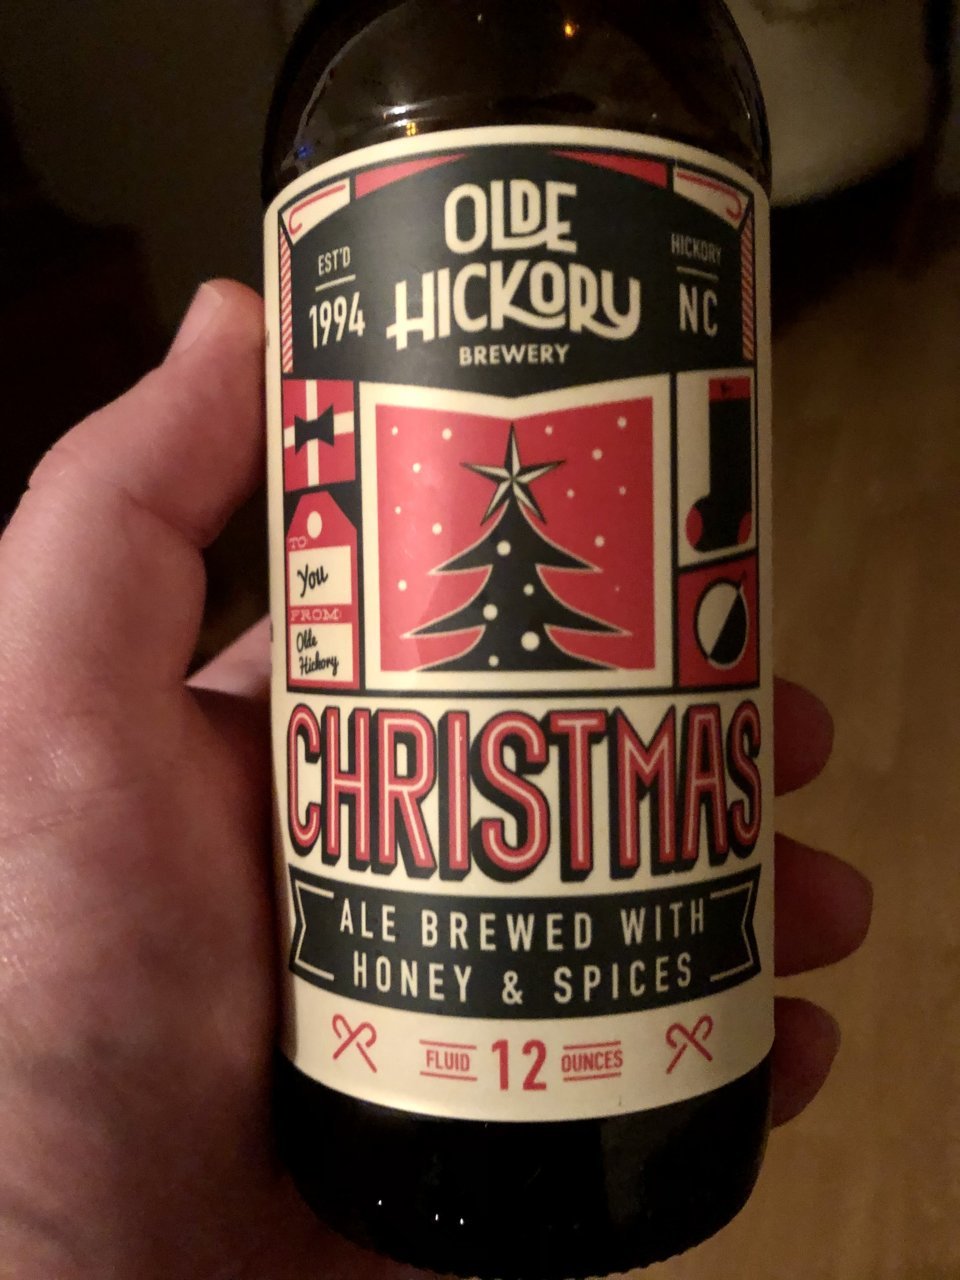 OLDE
HICKORY
BREWERY
EST'D
1994
HICKORY
NC
TO
You
FROM:
Olde
Hickory
CHRISTMAS
ALE BREWED WITH
HONEY & SPICES
FLUID 12 OUNCES